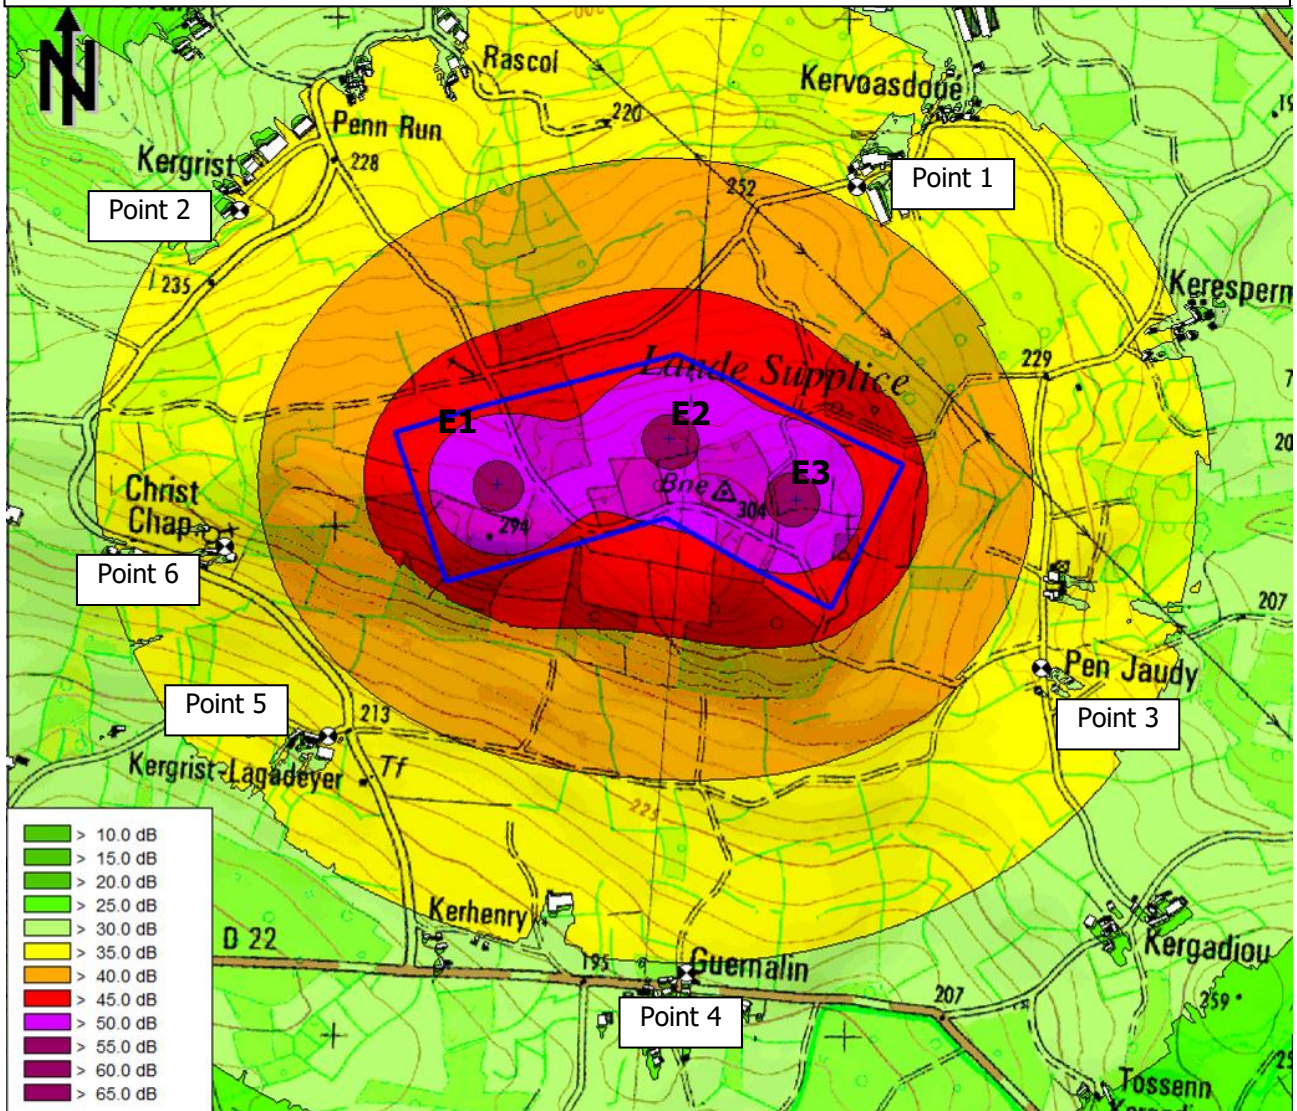 N
Rascol
Kervoasdoué
220
Penn Run
Kergrist
228
Point 1
252
Point 2
235
Keresperm
229
Lande Supplice
E1
E2
E3
Bne
304
294
20
Christ
Chap
Point 6
207
Pen Jaudy
Point 5
213
Point 3
Kergrist-Lagadeyer
Tf
225
> 10.0 dB
> 15.0 dB
> 20.0 dB
> 25.0 dB
> 30.0 dB
> 35.0 dB
> 40.0 dB
> 45.0 dB
> 50.0 dB
> 55.0 dB
> 60.0 dB
> 65.0 dB
Kerhenry
D 22
195
Guernalin
Kergadiou
207
259
Point 4
Tossenn